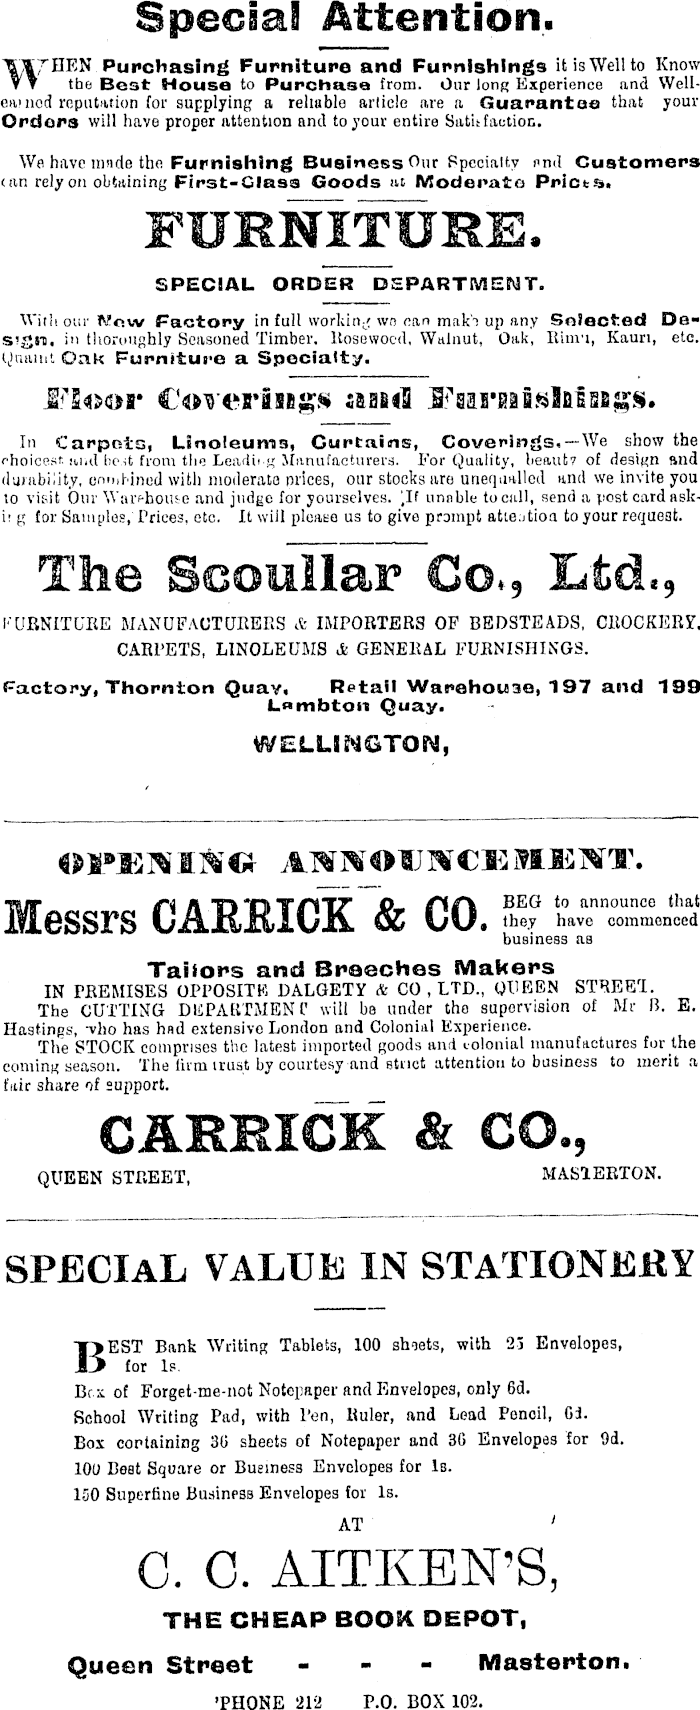 Special Attention.
WHEN Purchasing Furniture and Furnishings it is Well to Know
the Best House to Purchase from. Our long Experience and Well-
earned reputation for supplying a reliable article are a Guarantee that your
Orders will have proper attention and to your entire Satisfaction.
We have made the Furnishing Business Our Specialty and Customers
can rely on obtaining First-Class Goods at Moderate Prices.
FURNITURE.
SPECIAL ORDER DEPARTMENT.
With our New Factory in full working we can make up any Selected De-
sign, in thoroughly Seasoned Timber, Rosewood, Walnut, Oak, Rimu, Kauri, etc.
Quaint Oak Furniture a Specialty.
Floor Coverings and Furnishings.
In Carpets, Linoleums, Curtains, Coverings.—We show the
choicest and best from the Leading Manufacturers. For Quality, beauty of design and
durability, combined with moderate prices, our stocks are unequalled and we invite you
to visit Our Warehouse and judge for yourselves. If unable to call, send a post card ask-
ing for Samples, Prices, etc. It will please us to give prompt attention to your request.
The Scoullar Co., Ltd.,
FURNITURE MANUFACTURERS & IMPORTERS OF BEDSTEADS, CROCKERY,
CARPETS, LINOLEUMS & GENERAL FURNISHINGS.
Factory, Thornton Quay, Retail Warehouse, 197 and 199
Lambton Quay.
WELLINGTON,
OPENING ANNOUNCEMENT.
Messrs CARRICK & CO. BEG to announce that
they have commenced
business as
Tailors and Breeches Makers
IN PREMISES OPPOSITE DALGETY & CO, LTD., QUEEN STREET.
The CUTTING DEPARTMENT will be under the supervision of Mr B. E.
Hastings, who has had extensive London and Colonial Experience.
The STOCK comprises the latest imported goods and colonial manufactures for the
coming season. The firm trust by courtesy and strict attention to business to merit a
fair share of support.
CARRICK & CO.,
QUEEN STREET, MASTERTON.
SPECIAL VALUE IN STATIONERY
BEST Bank Writing Tablets, 100 sheets, with 25 Envelopes,
for 1s.
Box of Forget-me-not Notepaper and Envelopes, only 6d.
School Writing Pad, with Pen, Ruler, and Lead Pencil, 6d.
Box containing 36 sheets of Notepaper and 36 Envelopes for 9d.
100 Best Square or Business Envelopes for 1s.
150 Superfine Business Envelopes for 1s.
AT
C. C. AITKEN'S,
THE CHEAP BOOK DEPOT,
Queen Street - - - Masterton.
'PHONE 212 P.O. BOX 102.